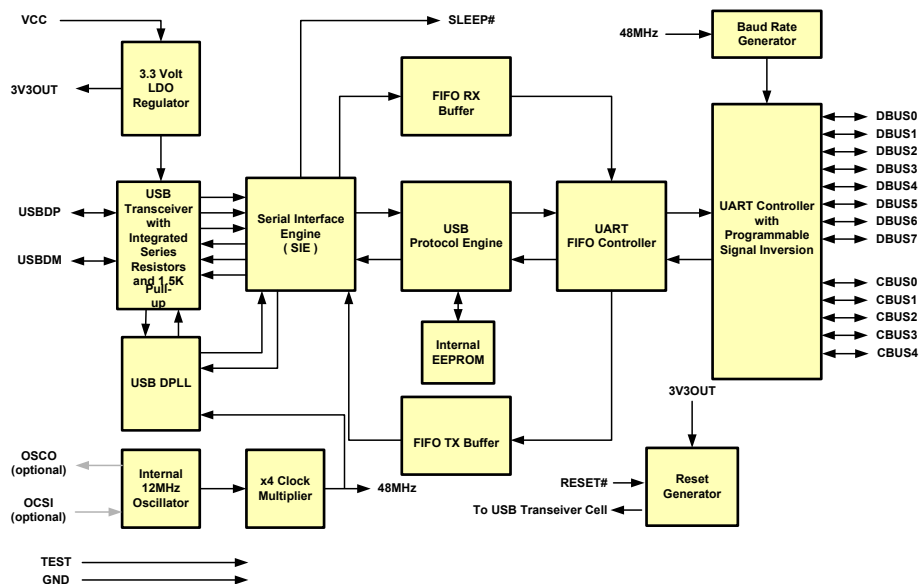 VCC
SLEEP#
48MHz
Baud Rate
Generator
3.3 Volt
LDO
Regulator
3V3OUT
FIFO RX
Buffer
DBUS0
DBUS1
DBUS2
DBUS3
DBUS4
DBUS5
DBUS6
DBUS7
USBDP
USBDM
USB
Transceiver
with
Integrated
Series
Resistors
and 1.5K
Pull-
up
Serial Interface
Engine
( SIE )
USB
Protocol Engine
UART
FIFO Controller
UART Controller
with
Programmable
Signal Inversion
CBUS0
CBUS1
CBUS2
CBUS3
CBUS4
Internal
EEPROM
USB DPLL
3V3OUT
FIFO TX Buffer
OSCO
(optional)
OCSI
(optional)
Internal
12MHz
Oscillator
x4 Clock
Multiplier
48MHz
RESET#
Reset
Generator
To USB Transeiver Cell
TEST
GND